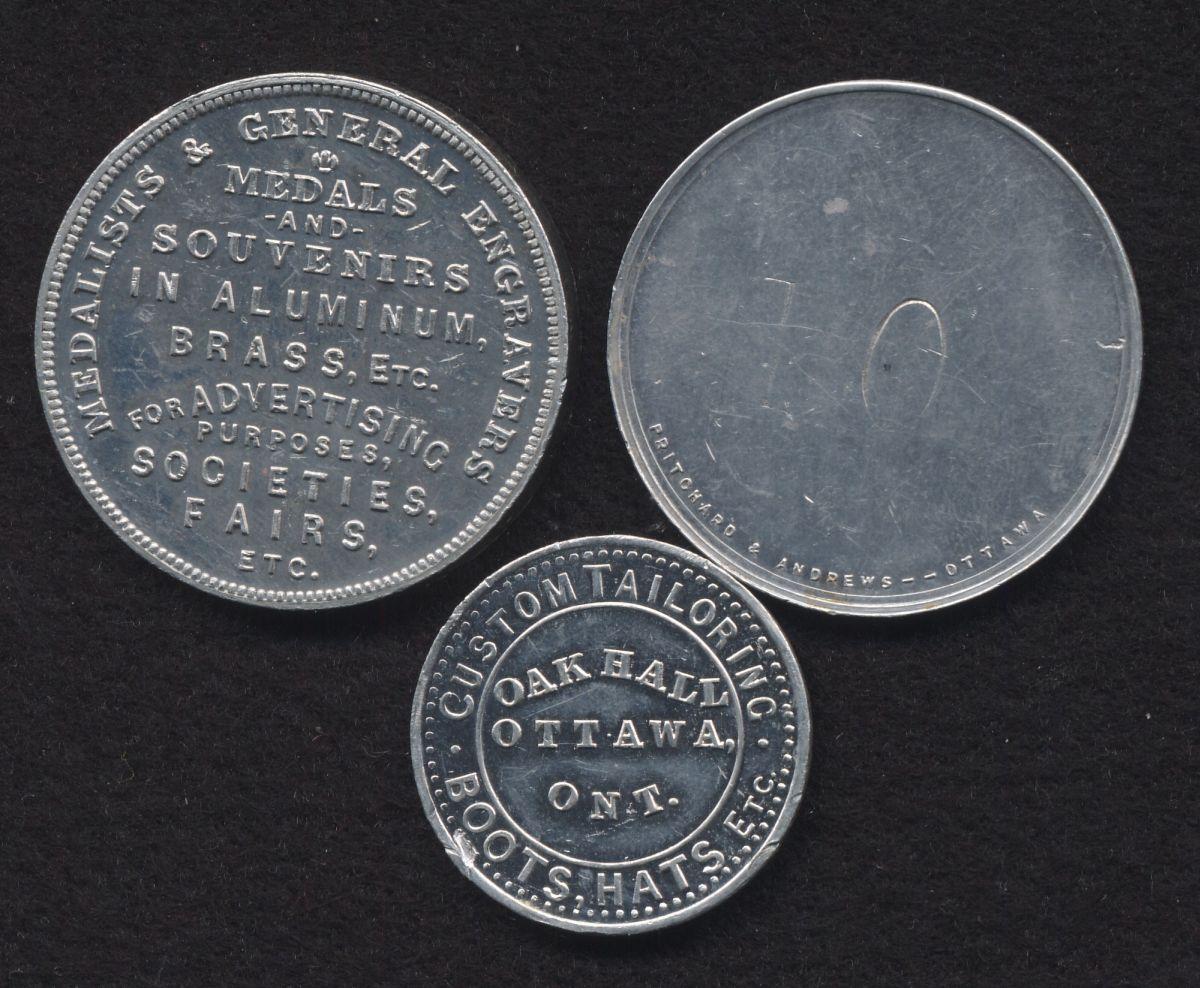 MEDALISTS & GENERAL ENGRAVERS
MEDALS
-AND-
SOUVENIRS
IN ALUMINUM,
BRASS, ETC.
FOR ADVERTISING
PURPOSES,
SOCIETIES,
FAIRS,
ETC.
PRITCHARD & ANDREWS--OTTAWA
· CUSTOM TAILORING ·
OAK HALL
OTTAWA,
ONT.
BOOTS, HATS, ETC.